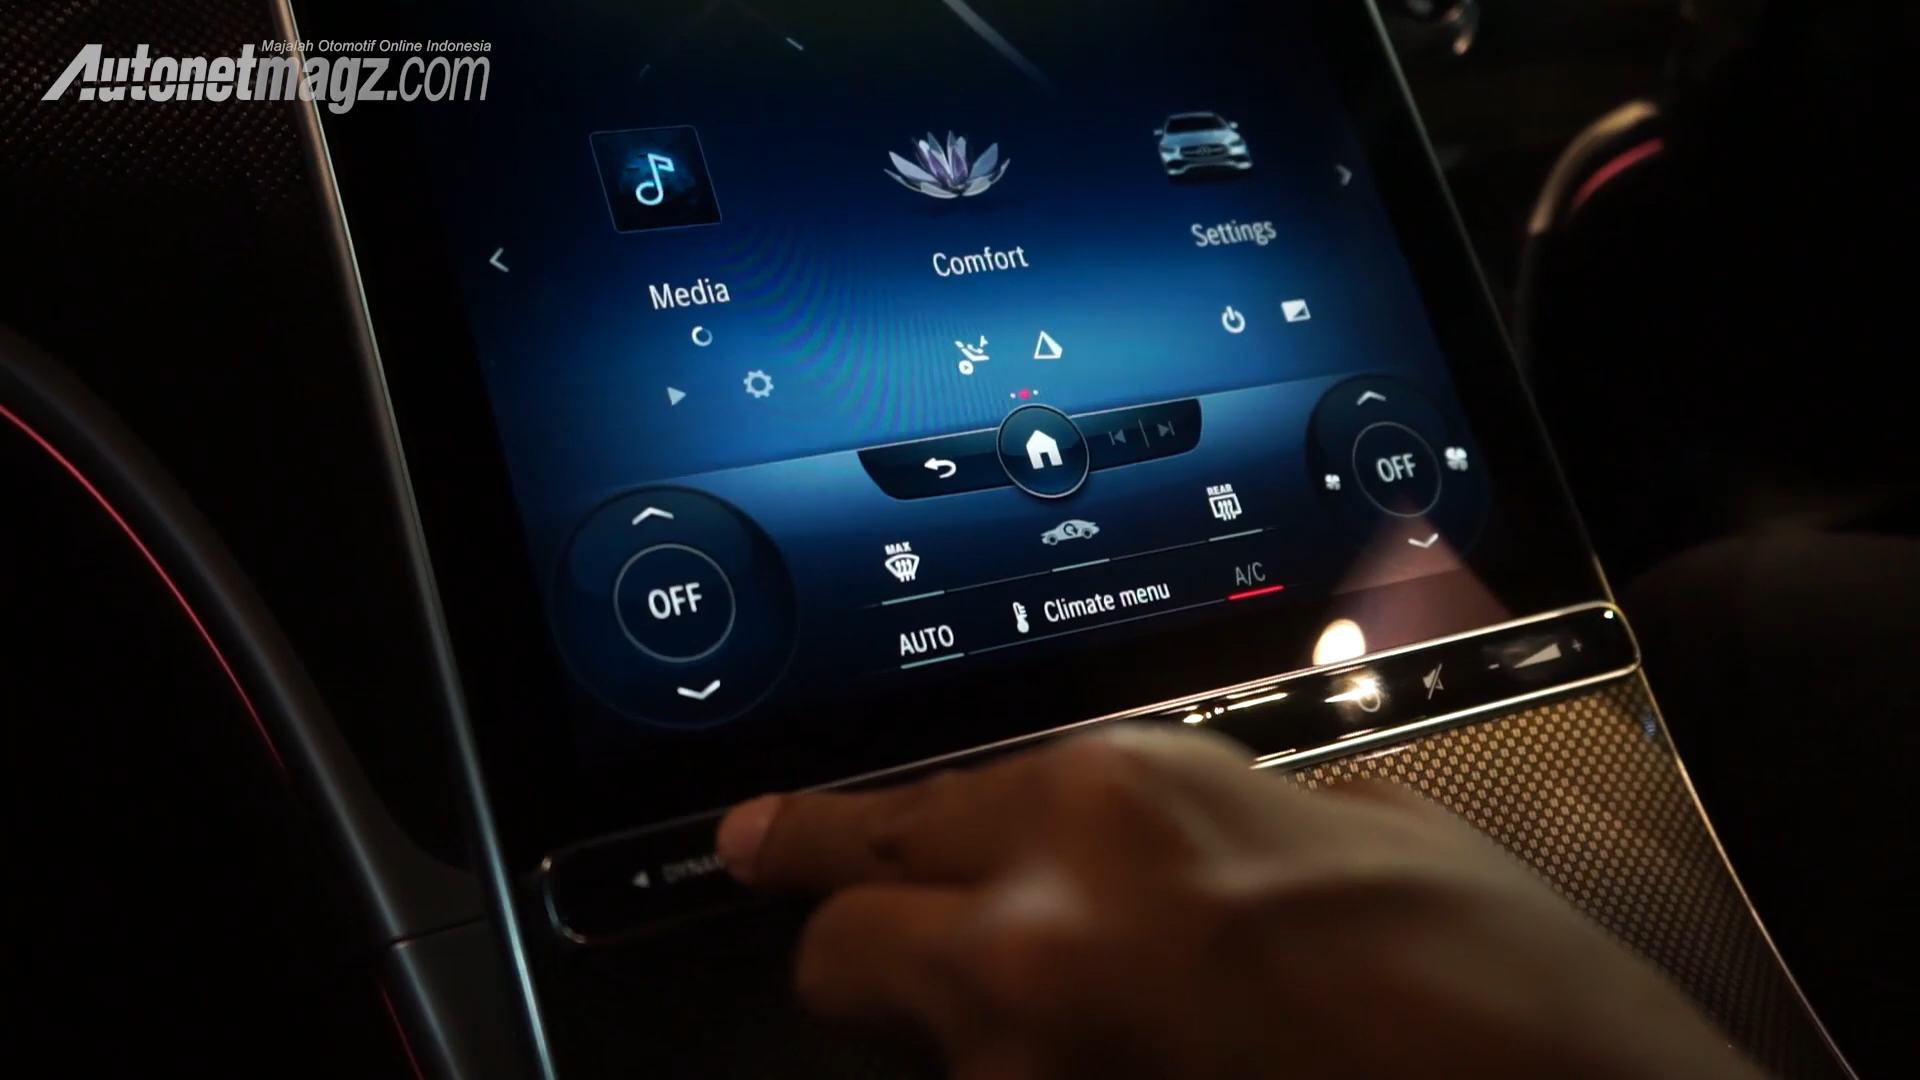 Majalah Otomotif Online Indonesia
Autonetmagz.com
Media
Comfort
Settings
OFF
OFF
MAX
REAR
AUTO
Climate menu
A/C